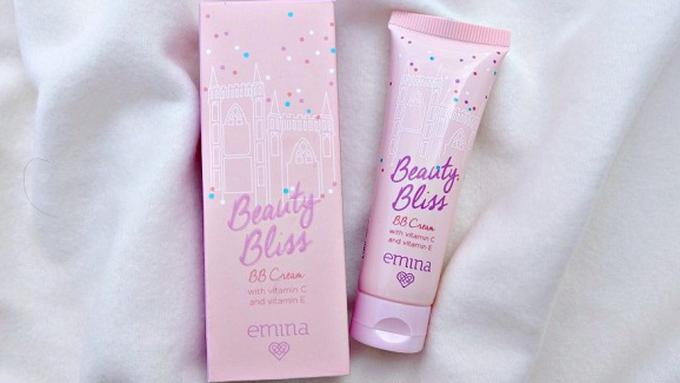 Beauty
Bliss
BB Cream
with vitamin C
and vitamin E
emina
Beauty
Bliss
BB Cream
with vitamin C
and vitamin E
emina